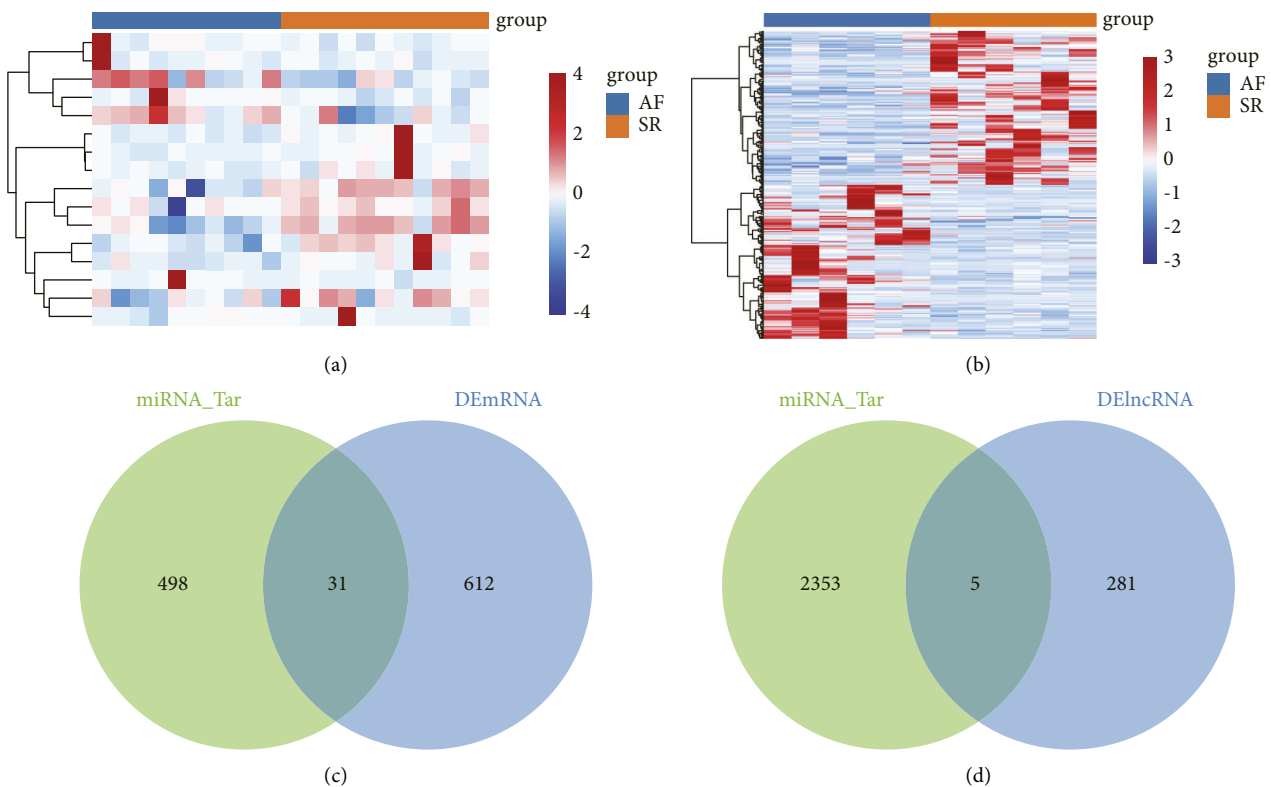 group
4
2
0
-2
-4
group
AF
SR
(a)
group
3
2
1
0
-1
-2
-3
group
AF
SR
(b)
miRNA_Tar
DEmRNA
498
31
612
(c)
miRNA_Tar
DElncRNA
2353
5
281
(d)